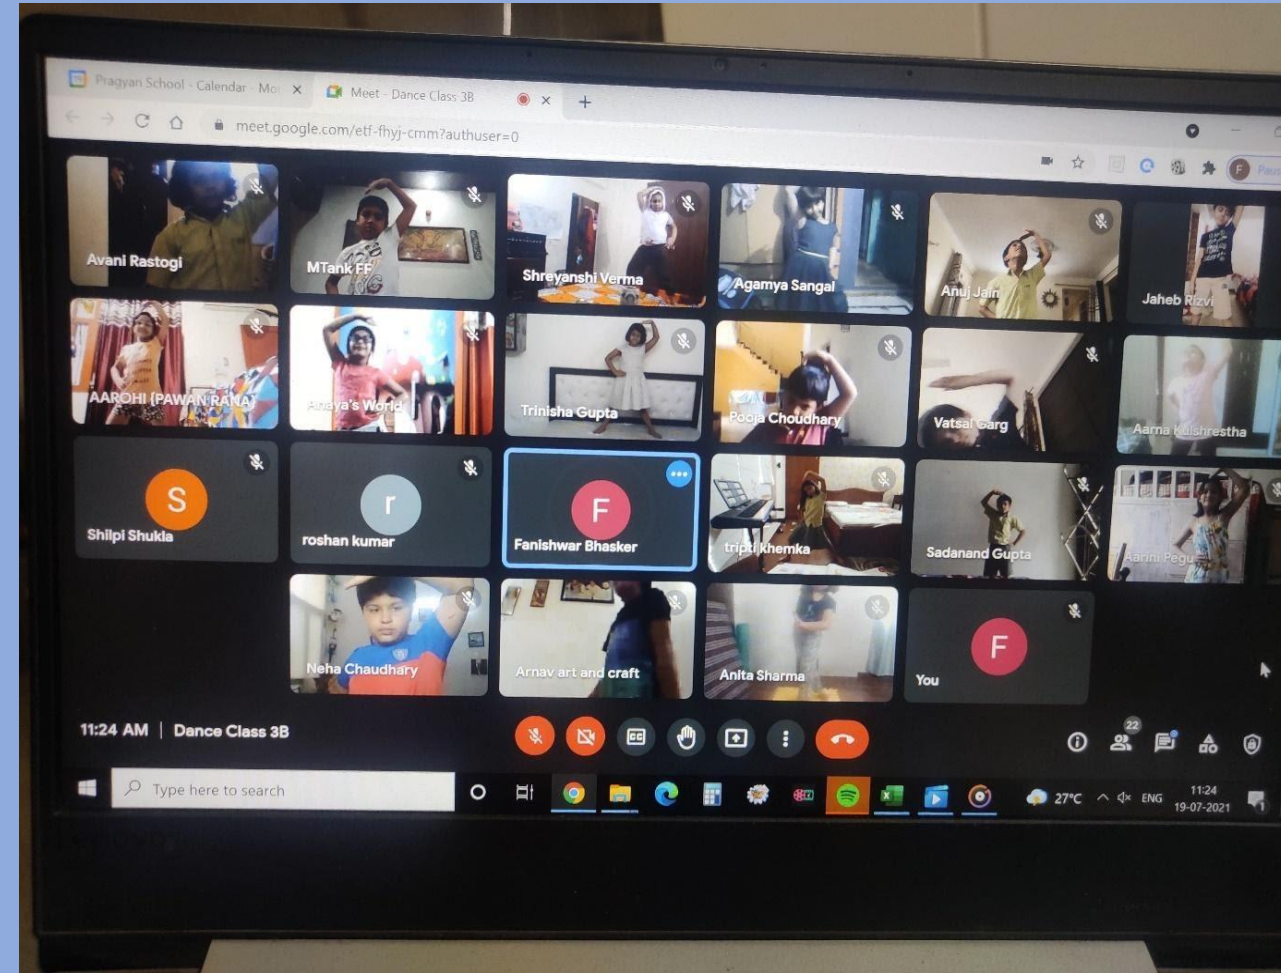 Pragyan School - Calendar - Mo
Meet - Dance Class 3B
meet.google.com/etf-fhyj-cmm?authuser=0
F Paus
Avani Rastogi
MTank FF
Shreyanshi Verma
Agamya Sangal
Anuj Jain
Jaheb Rizvi
AAROHI (PAWAN RANA)
Anaya's World
Trinisha Gupta
Pooja Choudhary
Vatsal Garg
Aarna Kulshrestha
S
Shilpi Shukla
r
roshan kumar
F
Fanishwar Bhasker
tripti khemka
Sadanand Gupta
Aarini Pegu
Neha Chaudhary
Arnav art and craft
Anita Sharma
F
You
11:24 AM | Dance Class 3B
CC
22
Type here to search
27°C
ENG
11:24
19-07-2021
1